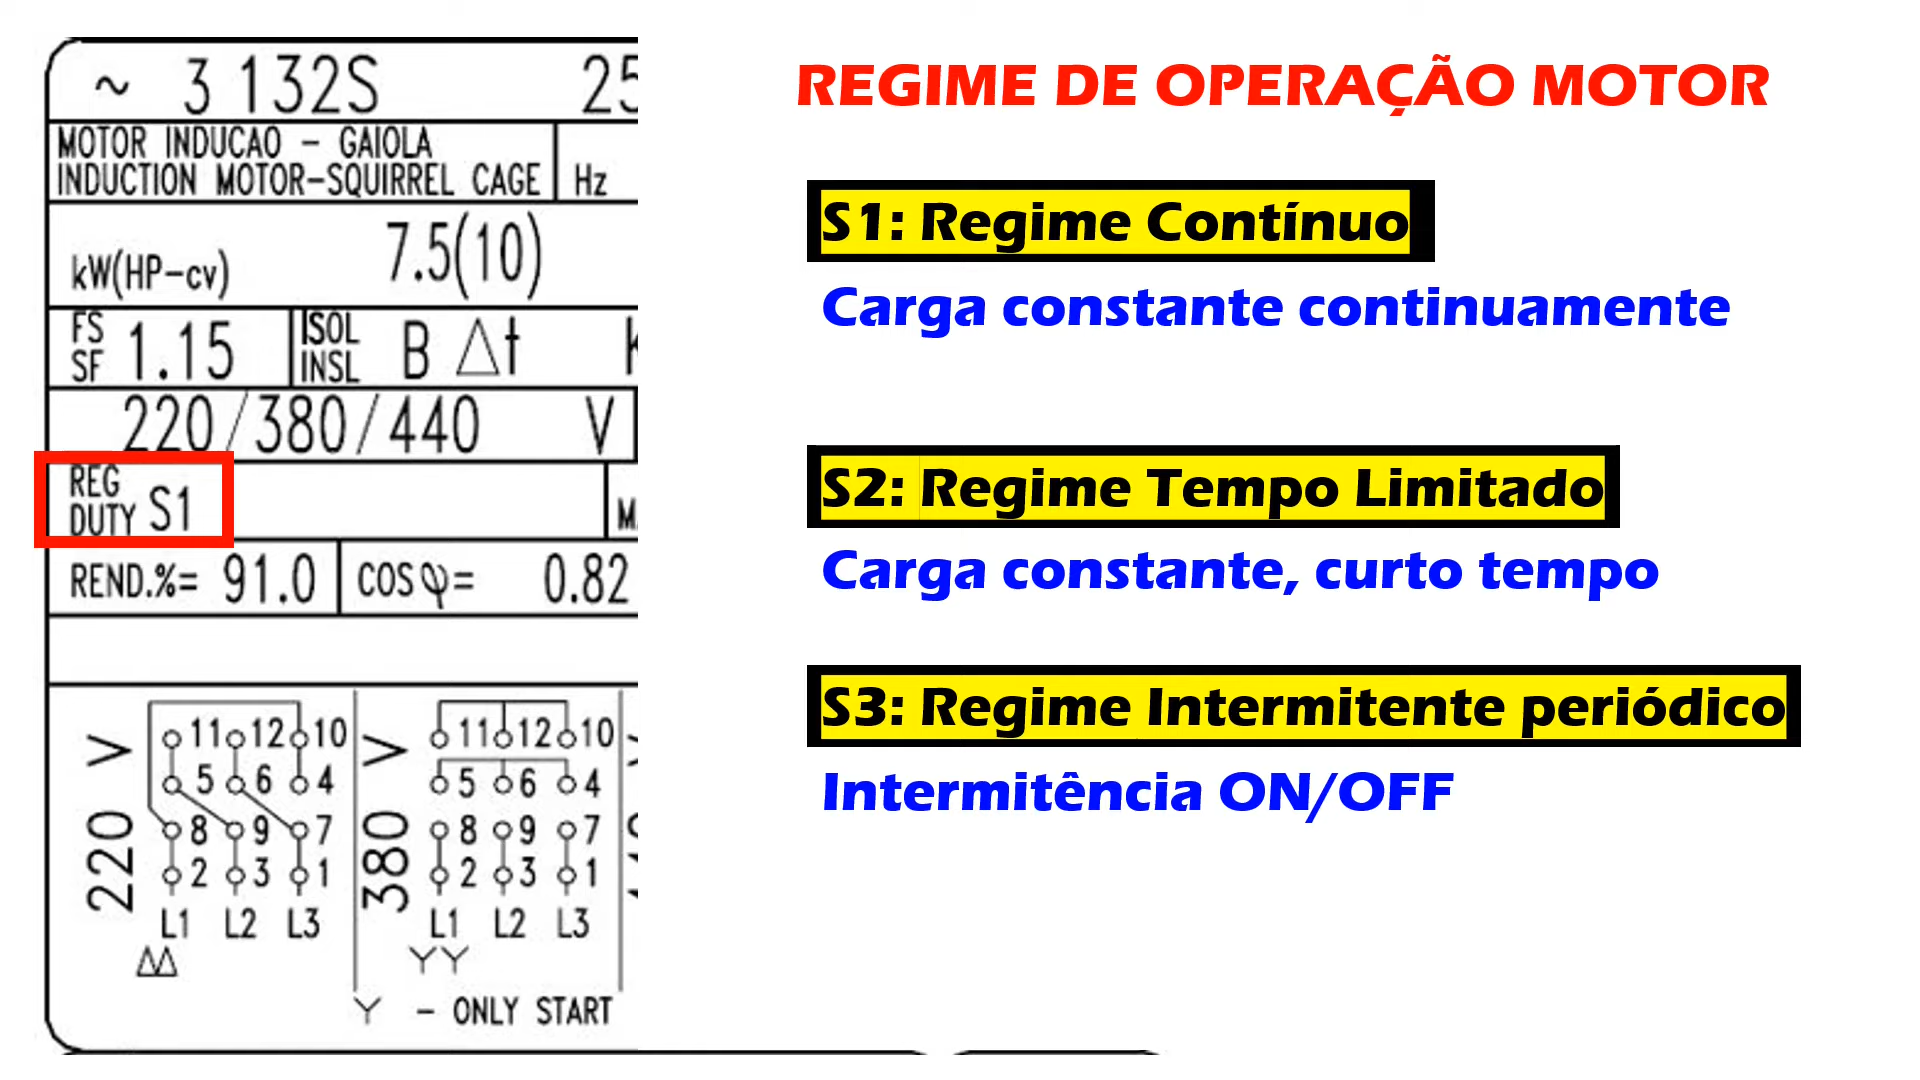 ~ 3 132S 25
MOTOR INDUCAO - GAIOLA
INDUCTION MOTOR-SQUIRREL CAGE Hz
kW(HP-cv) 7.5(10)
FS
SF 1.15 ISOL
INSL B Δt
220/380/440 V
REG
DUTY S1
REND.%= 91.0 COS φ= 0.82
220 V
11 12 10
5 6 4
8 9 7
2 3 1
L1 L2 L3
ΔΔ
380 V
11 12 10
5 6 4
8 9 7
2 3 1
L1 L2 L3
YY
Y - ONLY START
REGIME DE OPERAÇÃO MOTOR
S1: Regime Contínuo
Carga constante continuamente
S2: Regime Tempo Limitado
Carga constante, curto tempo
S3: Regime Intermitente periódico
Intermitência ON/OFF